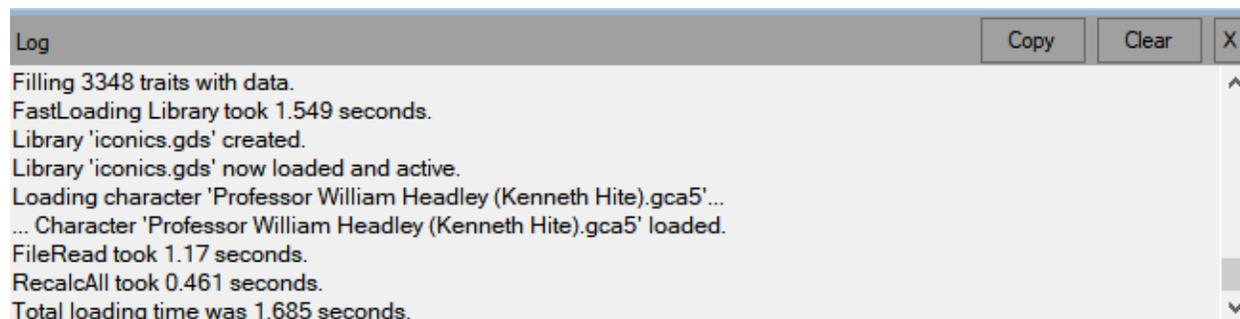 Log
Copy
Clear
X
Filling 3348 traits with data.
FastLoading Library took 1.549 seconds.
Library 'iconics.gds' created.
Library 'iconics.gds' now loaded and active.
Loading character 'Professor William Headley (Kenneth Hite).gca5'...
... Character 'Professor William Headley (Kenneth Hite).gca5' loaded.
FileRead took 1.17 seconds.
RecalcAll took 0.461 seconds.
Total loading time was 1.685 seconds.